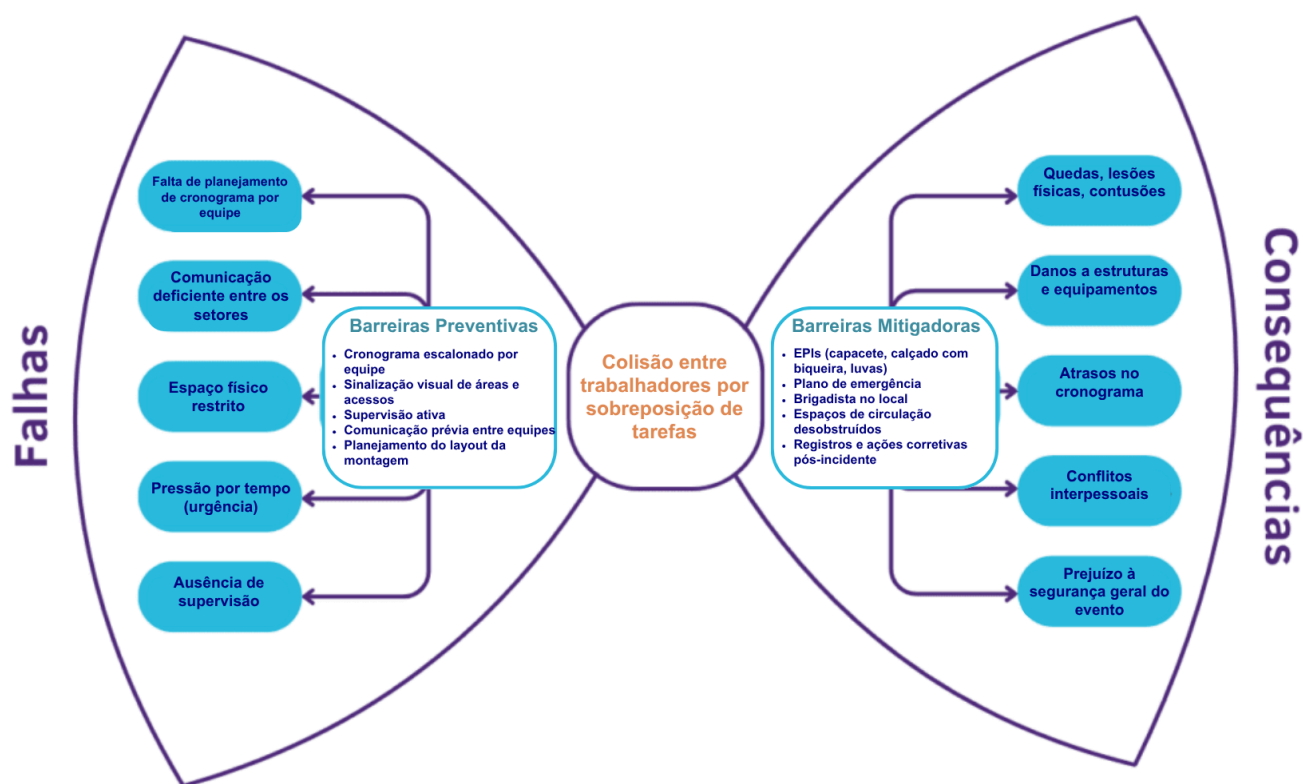 Falhas
Falta de planejamento
de cronograma por
equipe
Comunicação
deficiente entre os
setores
Espaço físico
restrito
Pressão por tempo
(urgência)
Ausência de
supervisão
Barreiras Preventivas
• Cronograma escalonado por
equipe
• Sinalização visual de áreas e
acessos
• Supervisão ativa
• Comunicação prévia entre equipes
• Planejamento do layout da
montagem
Colisão entre
trabalhadores por
sobreposição de
tarefas
Barreiras Mitigadoras
• EPIs (capacete, calçado com
biqueira, luvas)
• Plano de emergência
• Brigadista no local
• Espaços de circulação
desobstruídos
• Registros e ações corretivas
pós-incidente
Quedas, lesões
físicas, contusões
Danos a estruturas
e equipamentos
Atrasos no
cronograma
Conflitos
interpessoais
Prejuízo à
segurança geral do
evento
Consequências